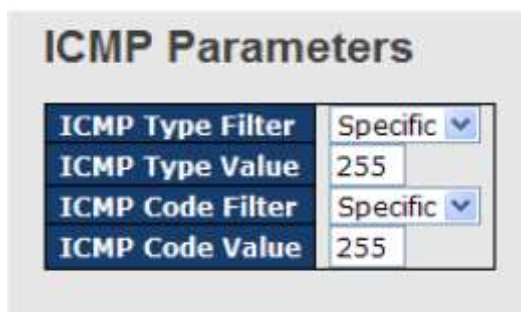 ICMP Parameters
ICMP Type Filter Specific
ICMP Type Value 255
ICMP Code Filter Specific
ICMP Code Value 255